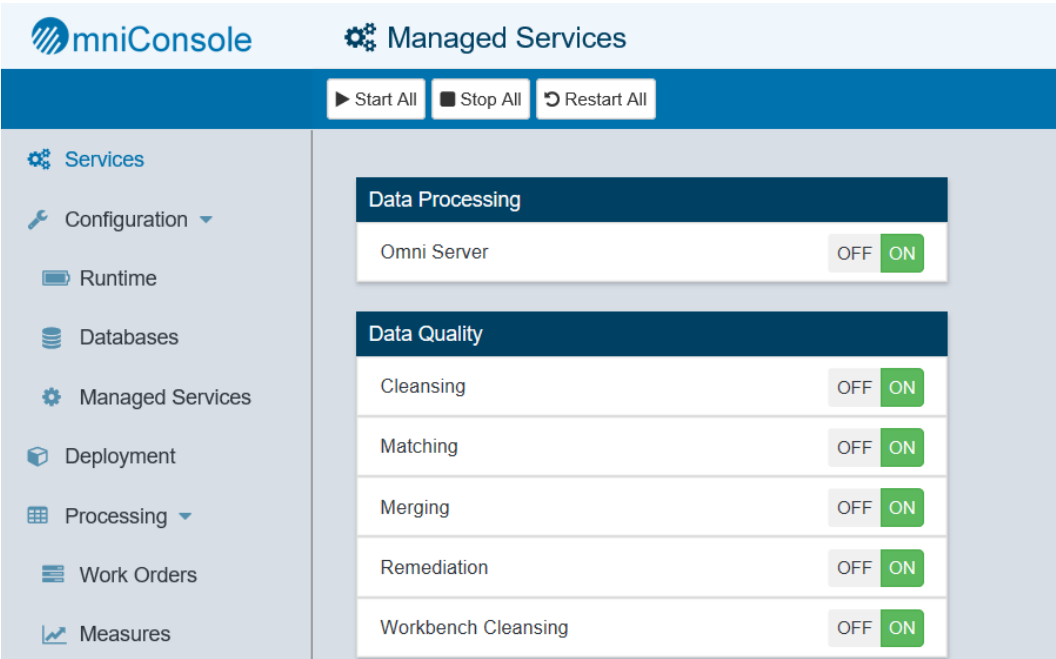 OmniConsole
Managed Services
Start All Stop All Restart All
Services
Configuration
Runtime
Databases
Managed Services
Deployment
Processing
Work Orders
Measures
Data Processing
Omni Server OFF ON
Data Quality
Cleansing OFF ON
Matching OFF ON
Merging OFF ON
Remediation OFF ON
Workbench Cleansing OFF ON